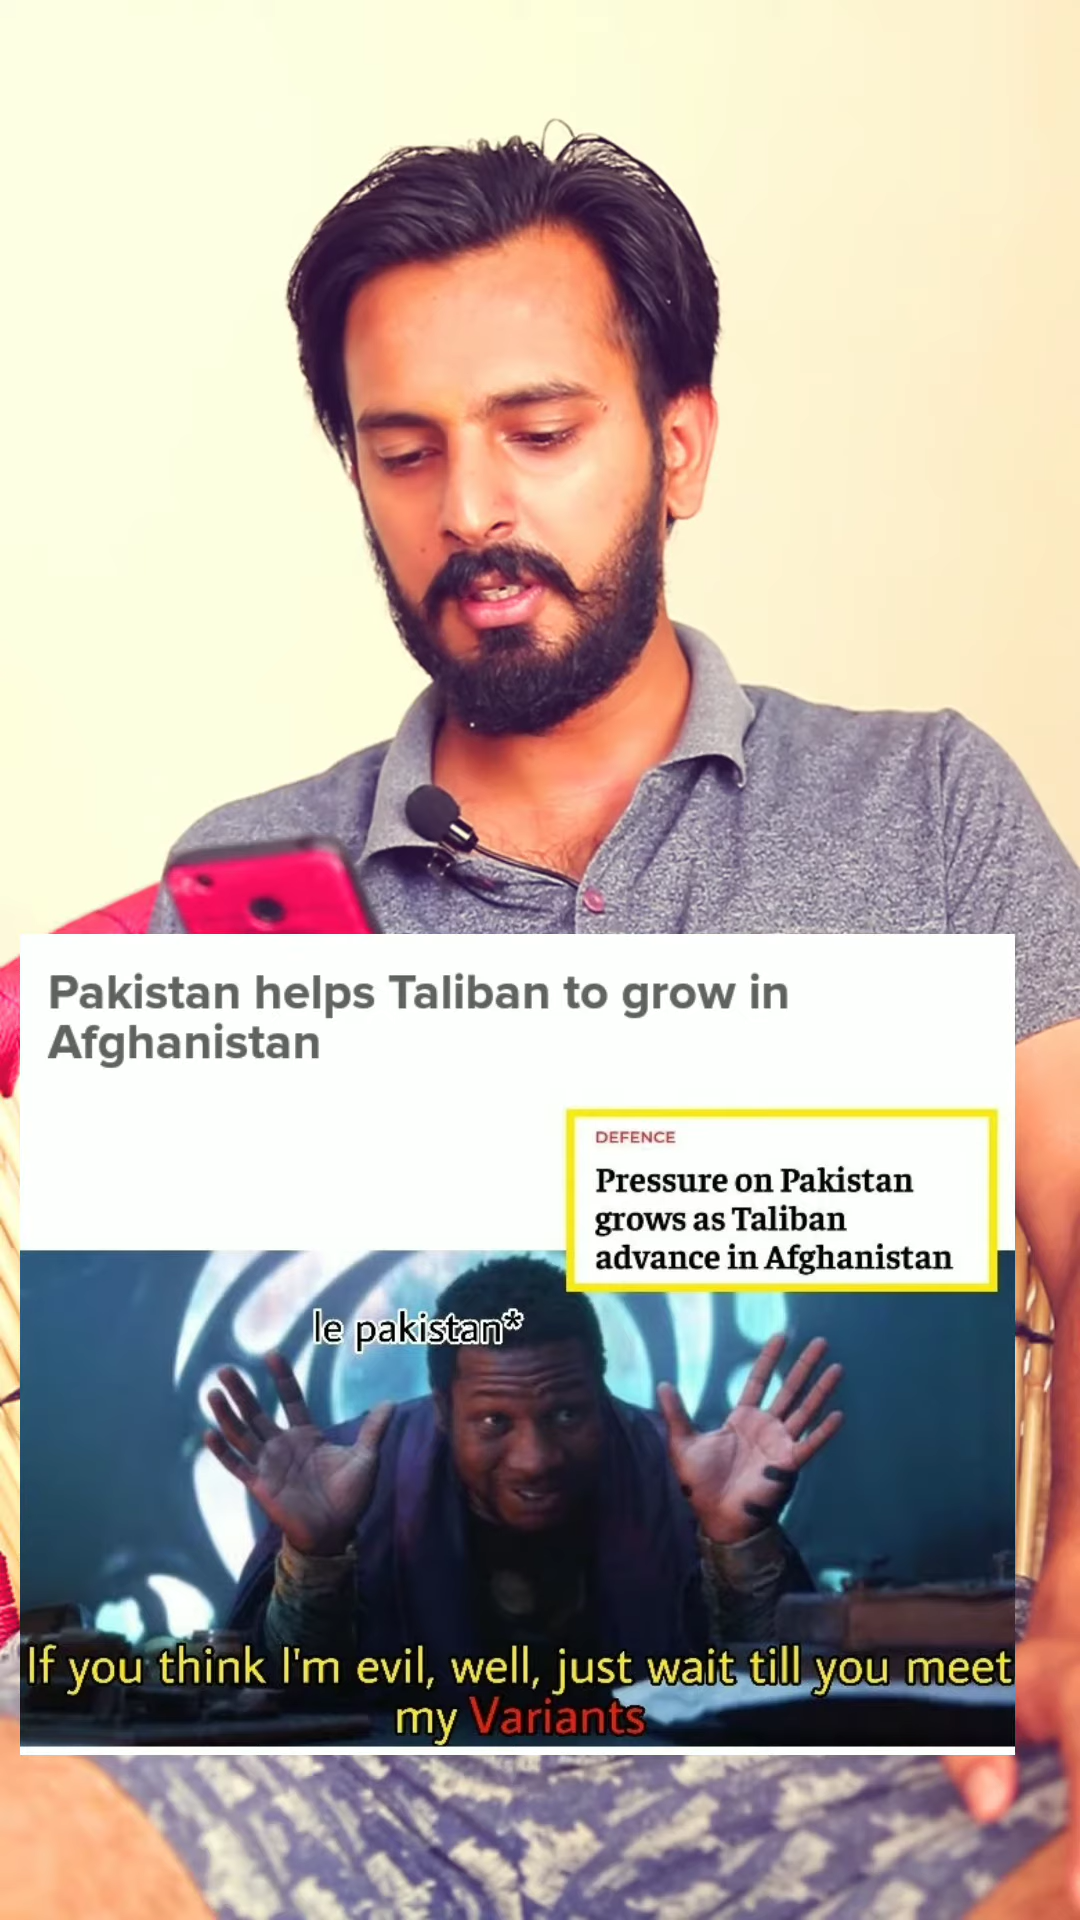 Pakistan helps Taliban to grow in
Afghanistan
DEFENCE
Pressure on Pakistan
grows as Taliban
advance in Afghanistan
le pakistan*
If you think I'm evil, well, just wait till you meet
my Variants